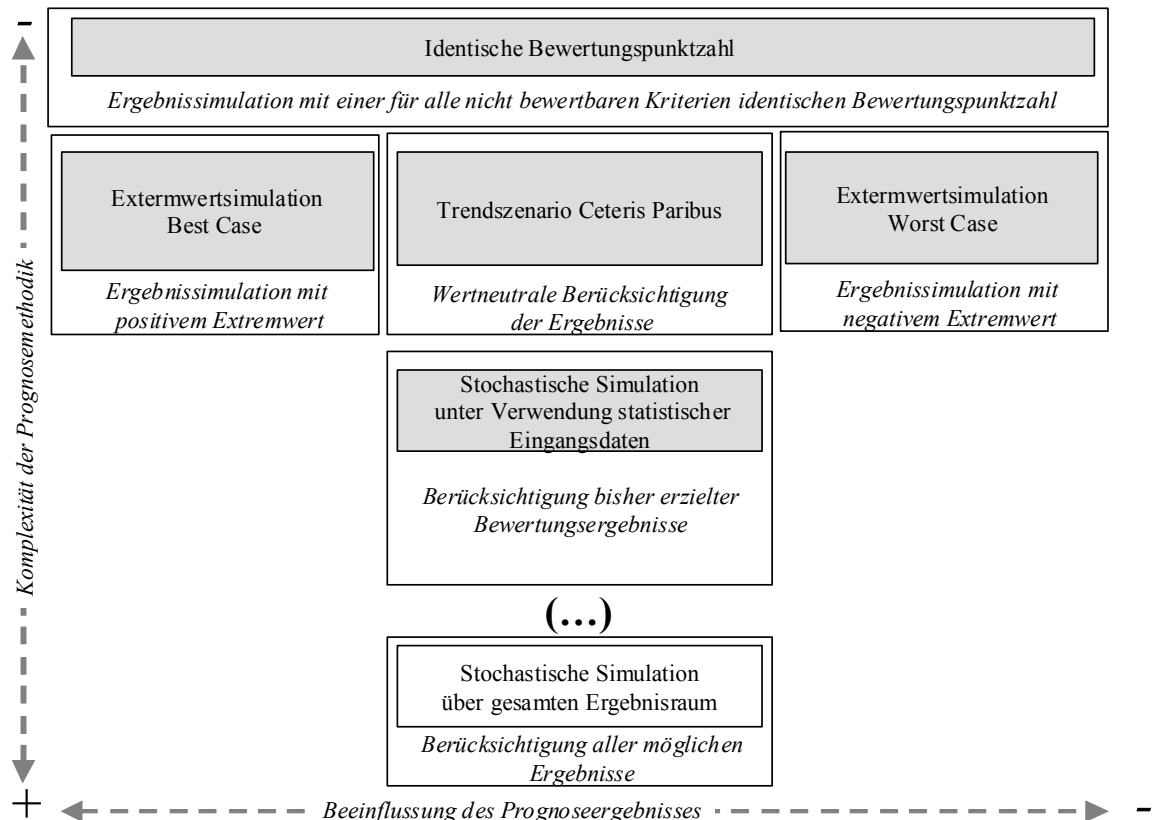 -
Identische Bewertungspunktzahl
Ergebnissimulation mit einer für alle nicht bewertbaren Kriterien identischen Bewertungspunktzahl
Extermwertsimulation
Best Case
Ergebnissimulation mit
positivem Extremwert
Trendszenario Ceteris Paribus
Wertneutrale Berücksichtigung
der Ergebnisse
Extermwertsimulation
Worst Case
Ergebnissimulation mit
negativem Extremwert
Stochastische Simulation
unter Verwendung statistischer
Eingangsdaten
Berücksichtigung bisher erzielter
Bewertungsergebnisse
(...)
Stochastische Simulation
über gesamten Ergebnisraum
Berücksichtigung aller möglichen
Ergebnisse
Komplexität der Prognosemethodik
+
Beeinflussung des Prognoseergebnisses
-